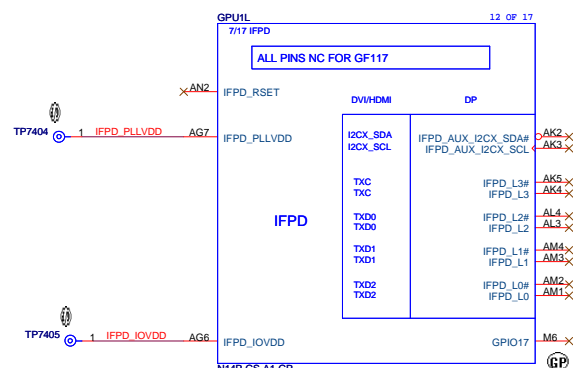 GPU1L 12 OF 17
7/17 IFPD
ALL PINS NC FOR GF117
AN2 IFPD_RSET
DVI/HDMI DP
TP7404 1 IFPD_PLLVDD AG7 IFPD_PLLVDD
I2CX_SDA IFPD_AUX_I2CX_SDA# AK2
I2CX_SCL IFPD_AUX_I2CX_SCL AK3
TXC IFPD_L3# AK5
TXC IFPD_L3 AK4
IFPD
TXD0 IFPD_L2# AL4
TXD0 IFPD_L2 AL3
TXD1 IFPD_L1# AM4
TXD1 IFPD_L1 AM3
TXD2 IFPD_L0# AM2
TXD2 IFPD_L0 AM1
TP7405 1 IFPD_IOVDD AG6 IFPD_IOVDD
GPIO17 M6
GP